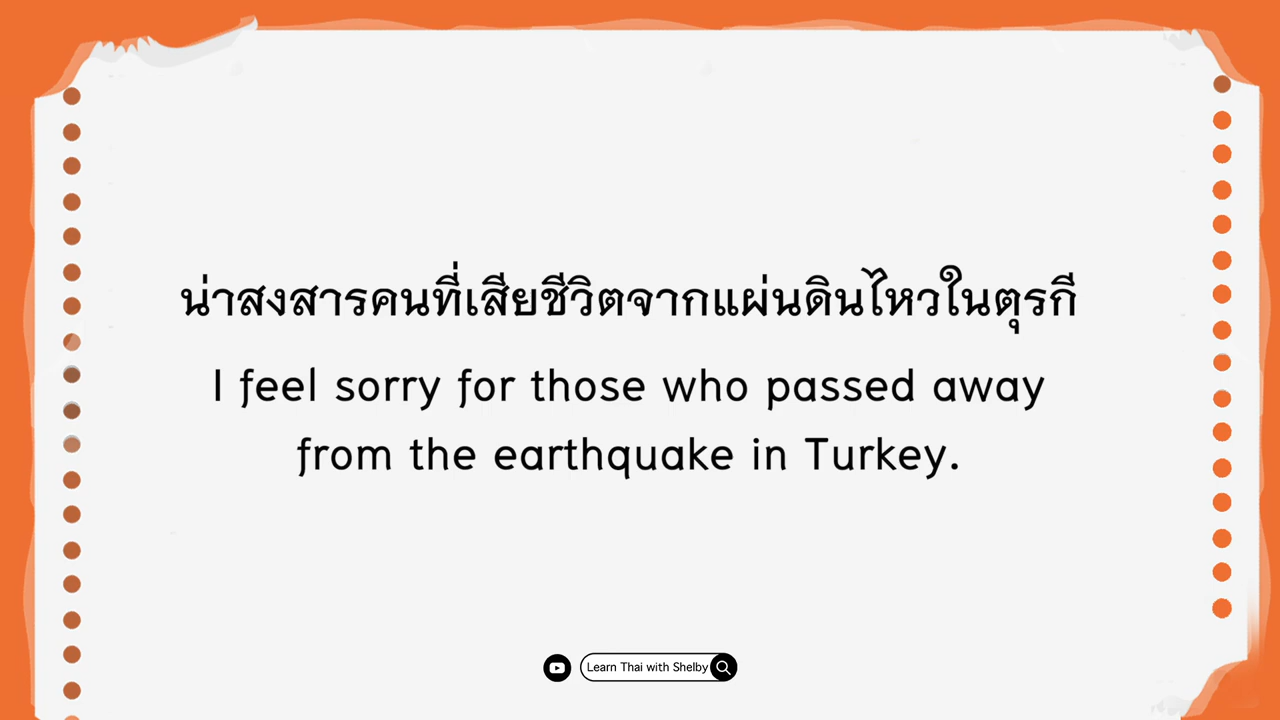 น่าสงสารคนที่เสียชีวิตจากแผ่นดินไหวในตุรกี
I feel sorry for those who passed away
from the earthquake in Turkey.
Learn Thai with Shelby